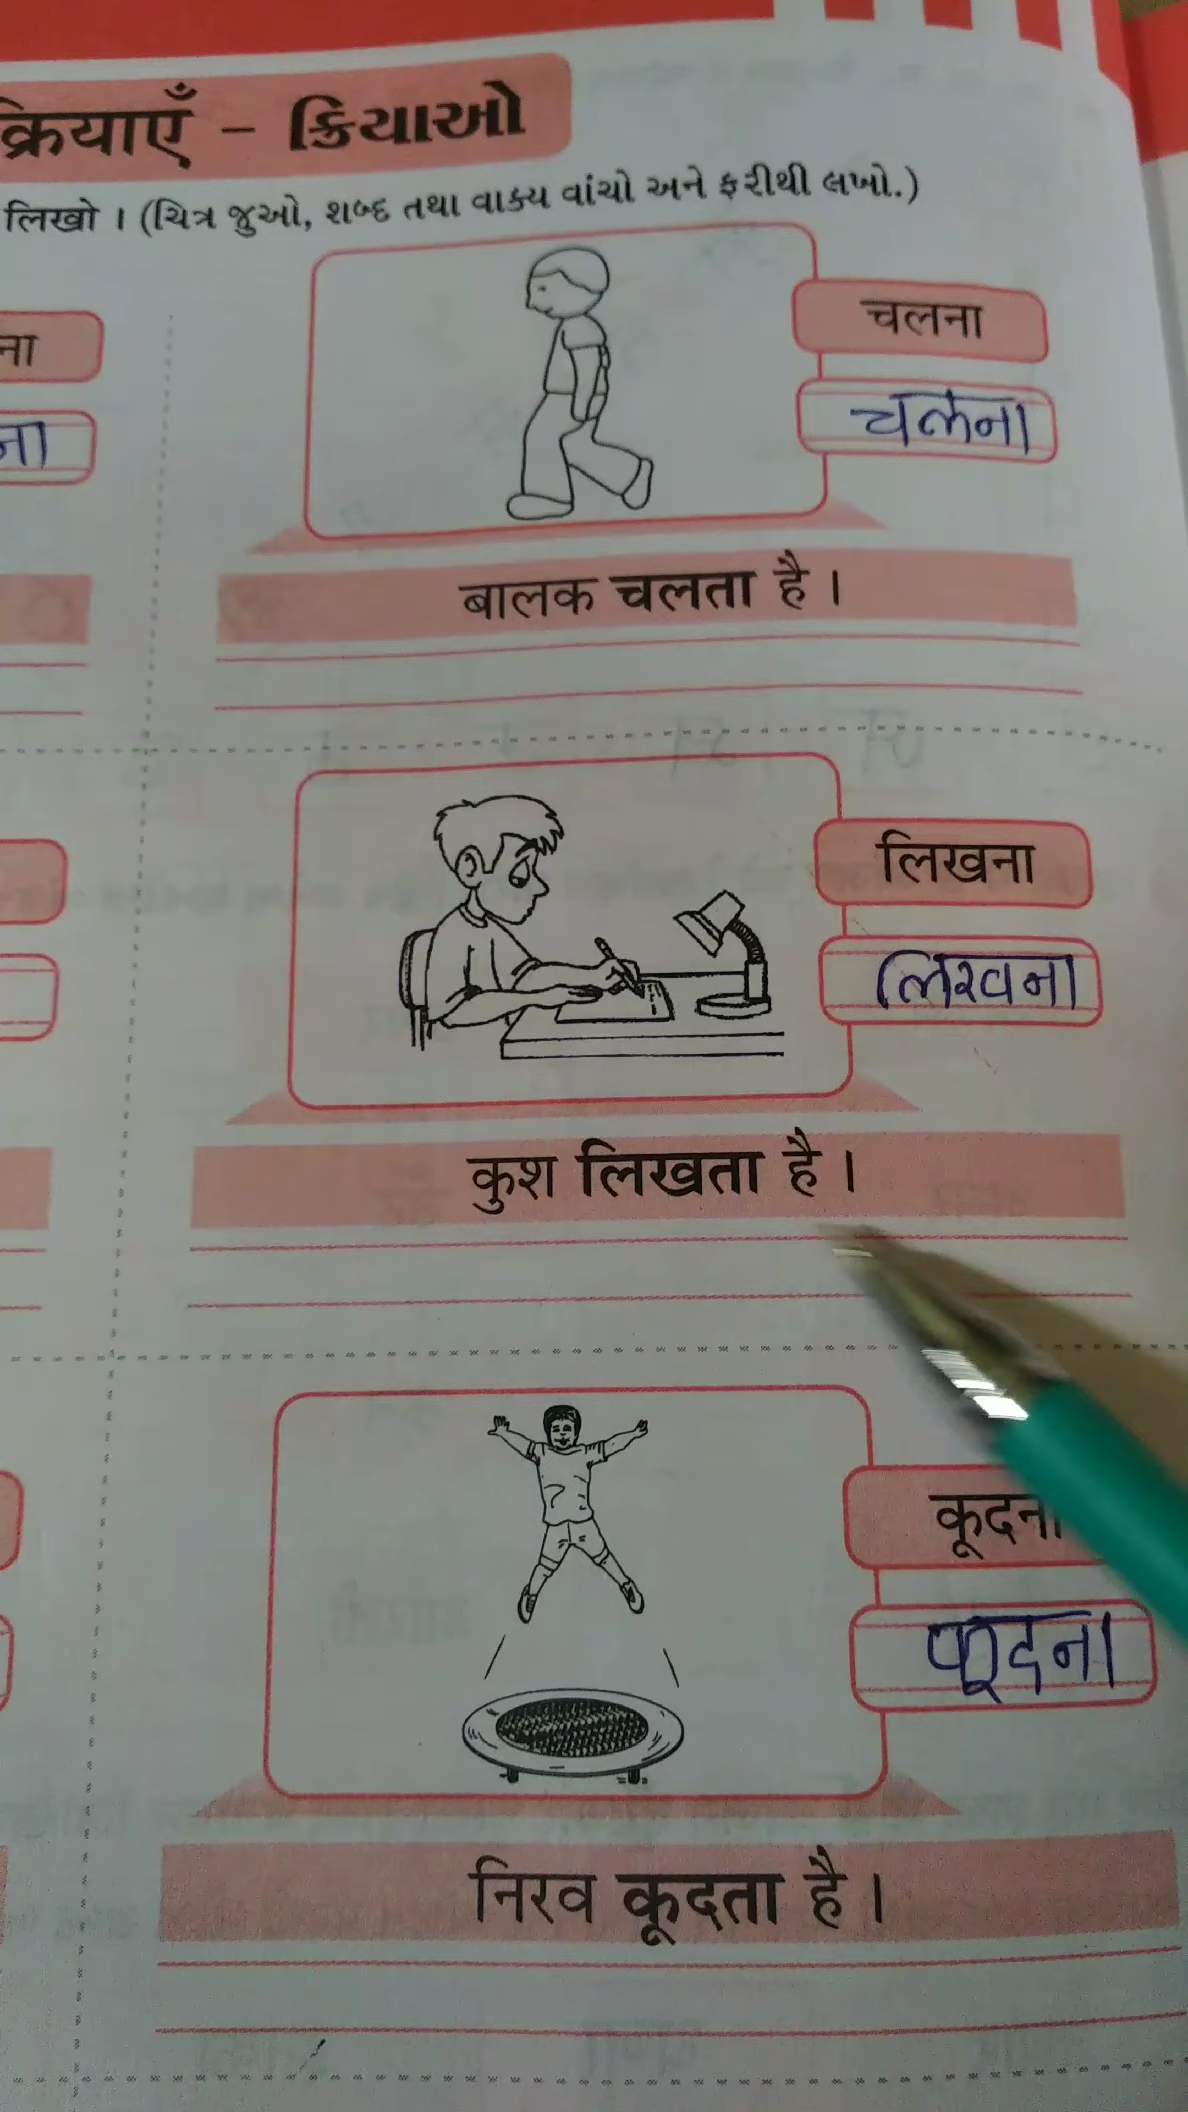 क्रियाएँ - ક્રિયાઓ
लिखो । (ચિત્ર જુઓ, શબ્દ તથા વાક્ય વાંચો અને ફરીથી લખો.)
चलना
ना
चलना
ना
बालक चलता है ।
लिखना
लिखना
कुश लिखता है ।
कूदना
कूदना
निरव कूदता है ।